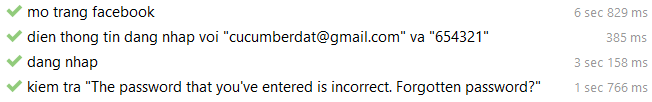 mo trang facebook 6 sec 829 ms
dien thong tin dang nhap voi "cucumberdat@gmail.com" va "654321" 385 ms
dang nhap 3 sec 158 ms
kiem tra "The password that you've entered is incorrect. Forgotten password?" 1 sec 766 ms